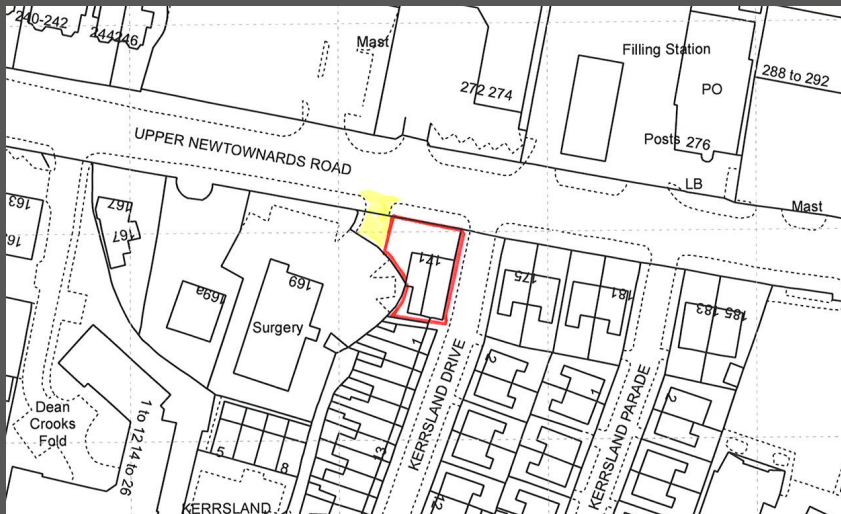 240-242
244246
Mast
Filling Station
272 274
PO
288 to 292
UPPER NEWTOWNARDS ROAD
Posts 276
LB
Mast
163
167
167
171
175
181
185 183
169a
169
Surgery
1
2
1
2
KERRSLAND DRIVE
KERRSLAND PARADE
Dean
Crooks
Fold
1 to 12 14 to 26
5
8
13
12
KERRSLAND